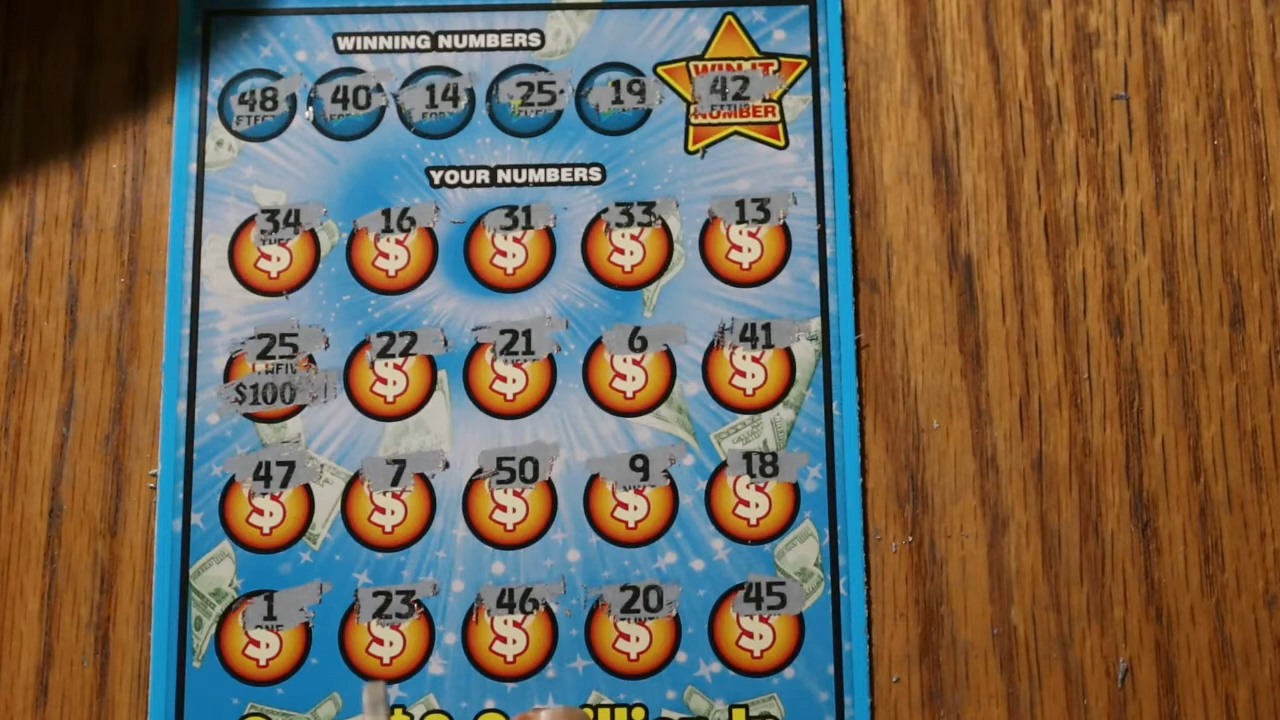 WINNING NUMBERS
48 40 14 25 19 42
WIN IT
NUMBER
YOUR NUMBERS
34 16 31 33 13
$ $ $ $ $
25 22 21 6 41
$100 $ $ $ $
47 7 50 9 18
$ $ $ $ $
1 23 46 20 45
ONE
$ $ $ $ $